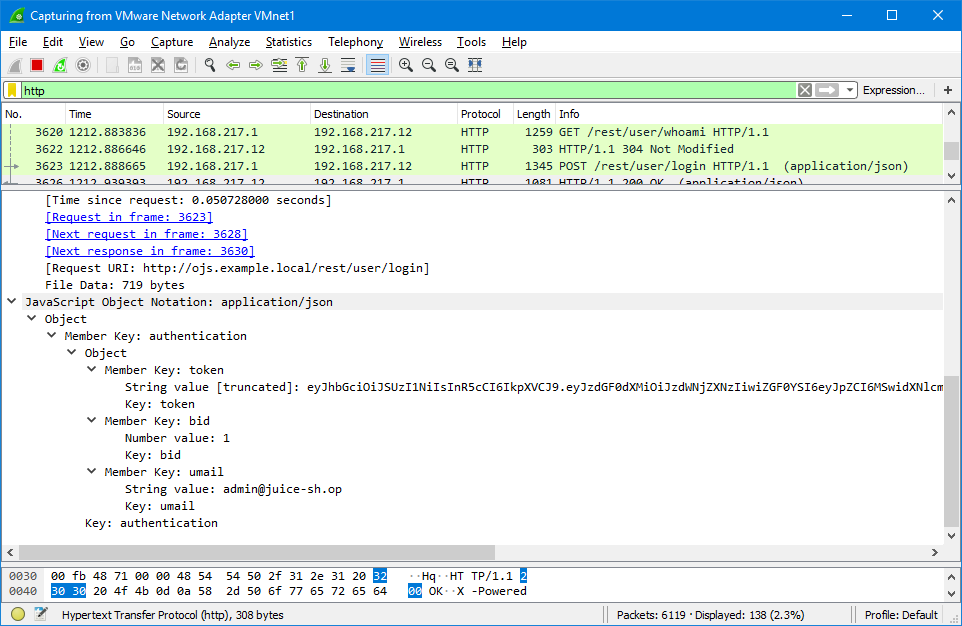 Capturing from VMware Network Adapter VMnet1
File Edit View Go Capture Analyze Statistics Telephony Wireless Tools Help
http Expression... +
No. Time Source Destination Protocol Length Info
3620 1212.883836 192.168.217.1 192.168.217.12 HTTP 1259 GET /rest/user/whoami HTTP/1.1
3622 1212.886646 192.168.217.12 192.168.217.1 HTTP 303 HTTP/1.1 304 Not Modified
3623 1212.888665 192.168.217.1 192.168.217.12 HTTP 1345 POST /rest/user/login HTTP/1.1 (application/json)
3626 1212.939393 192.168.217.12 192.168.217.1 HTTP 1081 HTTP/1.1 200 OK (application/json)
[Time since request: 0.050728000 seconds]
[Request in frame: 3623]
[Next request in frame: 3628]
[Next response in frame: 3630]
[Request URI: http://ojs.example.local/rest/user/login]
File Data: 719 bytes
JavaScript Object Notation: application/json
Object
Member Key: authentication
Object
Member Key: token
String value [truncated]: eyJhbGciOiJSUzI1NiIsInR5cCI6IkpXVCJ9.eyJzdGF0dXMiOiJzdWNjZXNzIiwiZGF0YSI6eyJpZCI6MSwidXNlcm
Key: token
Member Key: bid
Number value: 1
Key: bid
Member Key: umail
String value: admin@juice-sh.op
Key: umail
Key: authentication
0030 00 fb 48 71 00 00 48 54 54 50 2f 31 2e 31 20 32 ··Hq··HT TP/1.1 2
0040 30 30 20 4f 4b 0d 0a 58 2d 50 6f 77 65 72 65 64 00 OK··X -Powered
Hypertext Transfer Protocol (http), 308 bytes Packets: 6119 · Displayed: 138 (2.3%) Profile: Default